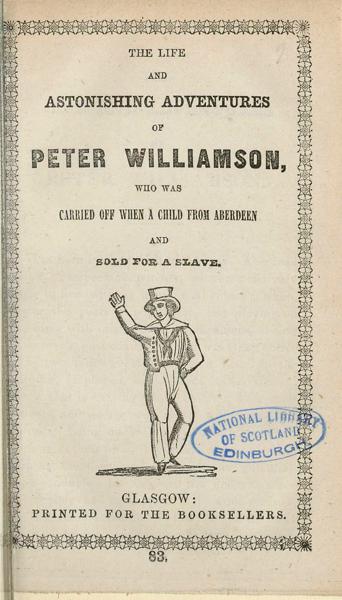 THE LIFE
AND
ASTONISHING ADVENTURES
OF
PETER WILLIAMSON,
WHO WAS
CARRIED OFF WHEN A CHILD FROM ABERDEEN
AND
SOLD FOR A SLAVE.
NATIONAL LIBRARY
OF SCOTLAND
EDINBURGH
GLASGOW:
PRINTED FOR THE BOOKSELLERS.
83.